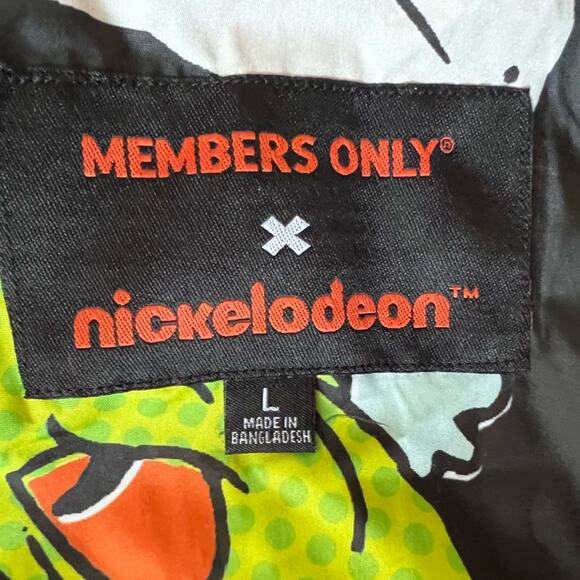 MEMBERS ONLY®
X
nickelodeon™
L
MADE IN
BANGLADESH